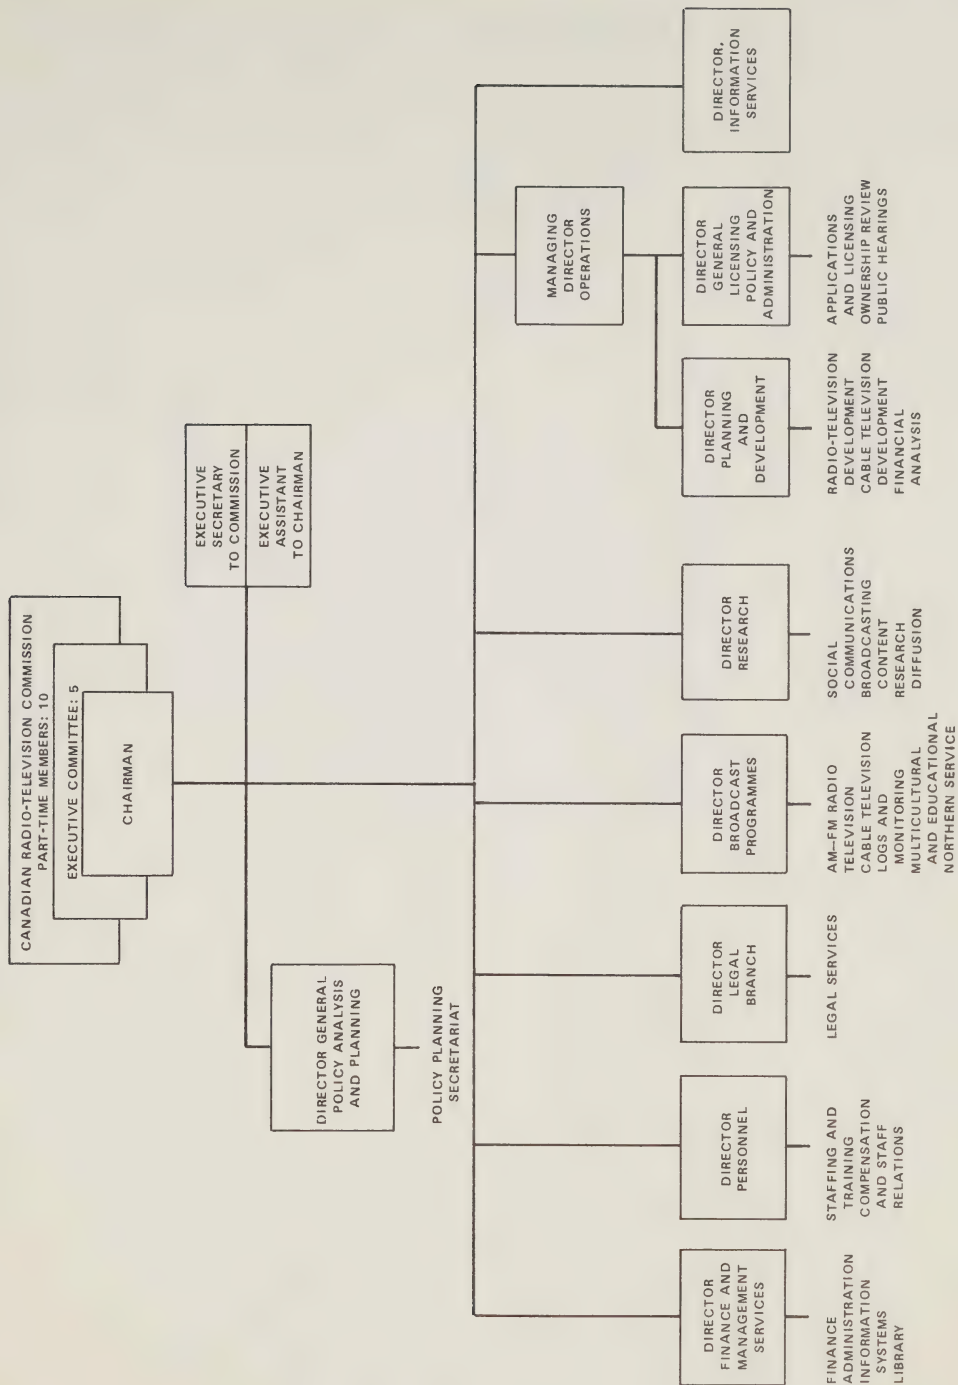 CANADIAN RADIO-TELEVISION COMMISSION
PART-TIME MEMBERS: 10
EXECUTIVE COMMITTEE: 5
CHAIRMAN
EXECUTIVE
SECRETARY
TO COMMISSION
EXECUTIVE
ASSISTANT
TO CHAIRMAN
DIRECTOR GENERAL
POLICY ANALYSIS
AND PLANNING
POLICY PLANNING
SECRETARIAT
MANAGING
DIRECTOR
OPERATIONS
DIRECTOR
FINANCE AND
MANAGEMENT
SERVICES
FINANCE
ADMINISTRATION
INFORMATION
SYSTEMS
LIBRARY
DIRECTOR
PERSONNEL
STAFFING AND
TRAINING
COMPENSATION
AND STAFF
RELATIONS
DIRECTOR
LEGAL
BRANCH
LEGAL SERVICES
DIRECTOR
BROADCAST
PROGRAMMES
AM–FM RADIO
TELEVISION
CABLE TELEVISION
LOGS AND
MONITORING
MULTICULTURAL
AND EDUCATIONAL
NORTHERN SERVICE
DIRECTOR
RESEARCH
SOCIAL
COMMUNICATIONS
BROADCASTING
CONTENT
RESEARCH
DIFFUSION
DIRECTOR
PLANNING
AND
DEVELOPMENT
RADIO-TELEVISION
DEVELOPMENT
CABLE TELEVISION
DEVELOPMENT
FINANCIAL
ANALYSIS
DIRECTOR
GENERAL
LICENSING
POLICY AND
ADMINISTRATION
APPLICATIONS
AND LICENSING
OWNERSHIP REVIEW
PUBLIC HEARINGS
DIRECTOR,
INFORMATION
SERVICES